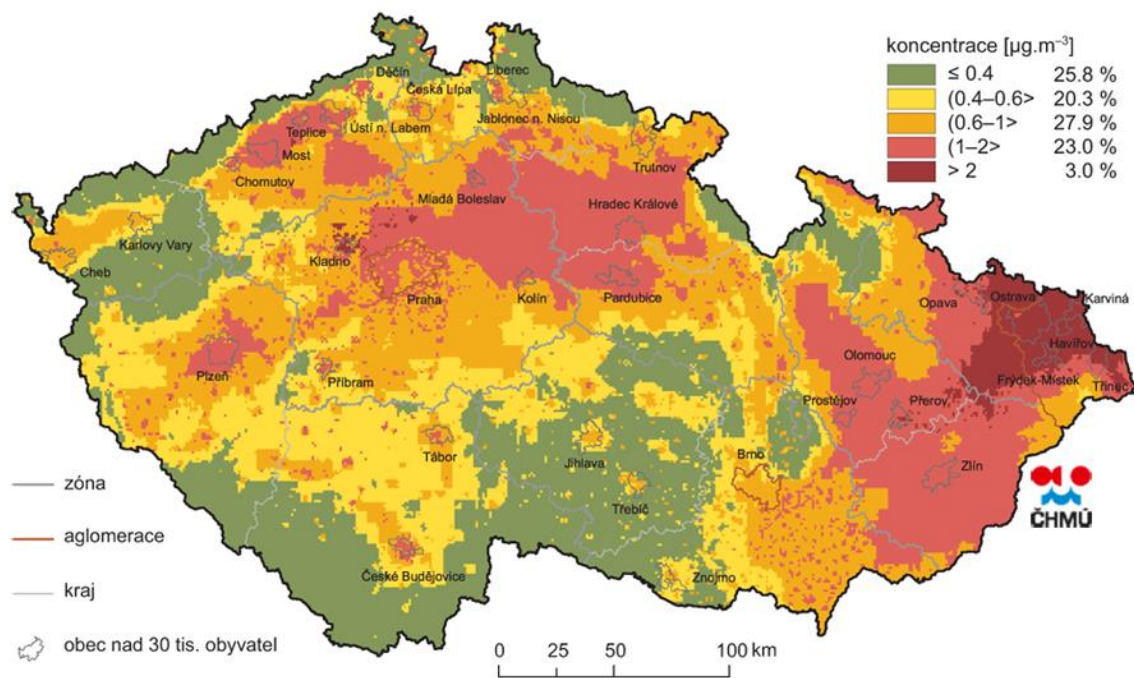 koncentrace [µg.m⁻³]
≤ 0.4 25.8 %
(0.4–0.6> 20.3 %
(0.6–1> 27.9 %
(1–2> 23.0 %
> 2 3.0 %
Děčín
Liberec
Česká Lípa
Jablonec n. Nisou
Teplice
Ústí n. Labem
Most
Trutnov
Chomutov
Mladá Boleslav
Hradec Králové
Karlovy Vary
Cheb
Kladno
Praha
Kolín
Pardubice
Opava
Ostrava
Karviná
Havířov
Olomouc
Plzeň
Příbram
Frýdek-Místek
Třinec
Prostějov
Přerov
Tábor
Jihlava
Brno
Zlín
Třebíč
ČHMÚ
České Budějovice
Znojmo
zóna
aglomerace
kraj
obec nad 30 tis. obyvatel
0 25 50 100 km